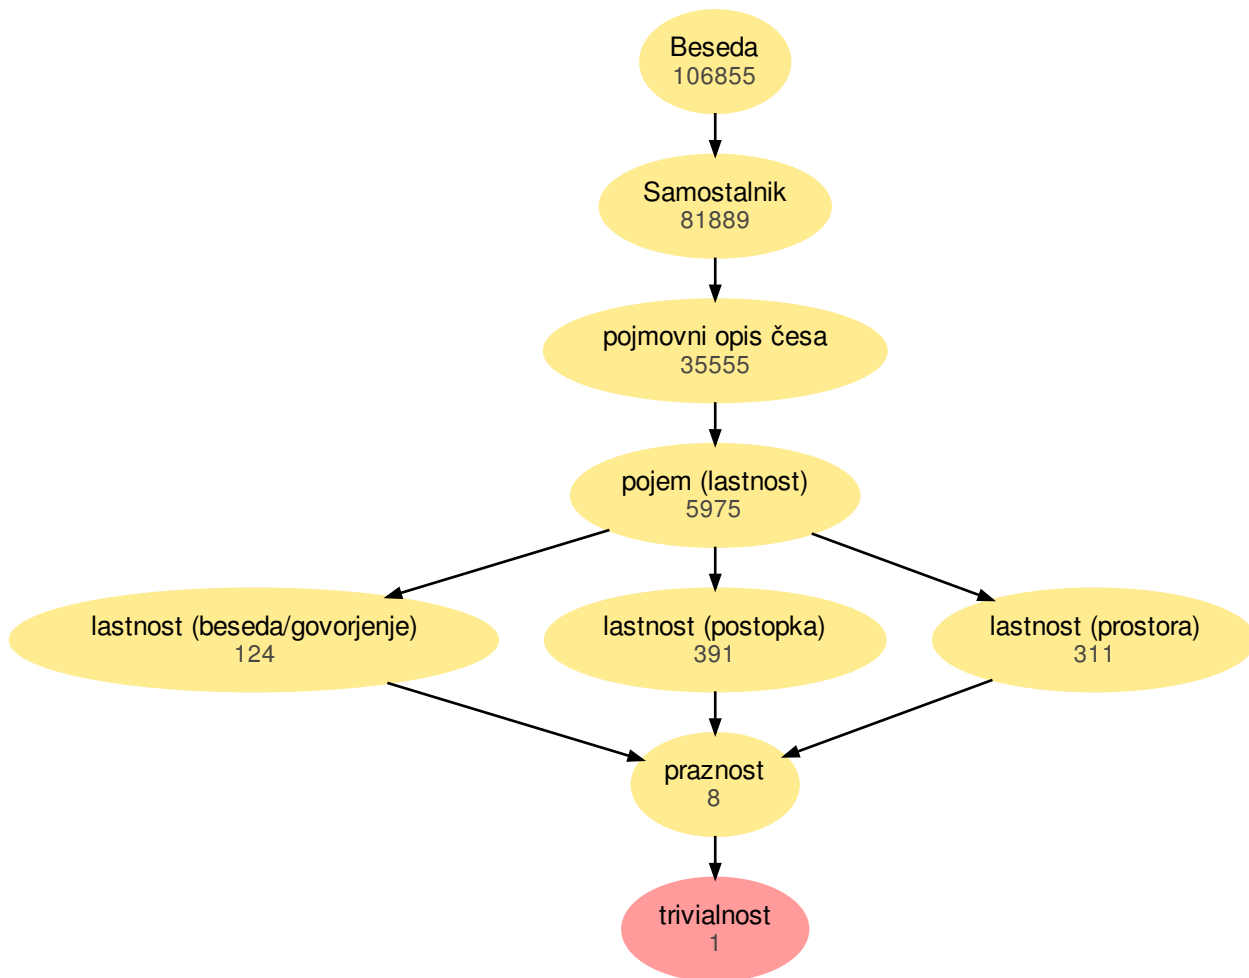 Beseda
106855
Samostalnik
81889
pojmovni opis česa
35555
pojem (lastnost)
5975
lastnost (beseda/govorjenje)
124
lastnost (postopka)
391
lastnost (prostora)
311
praznost
8
trivialnost
1